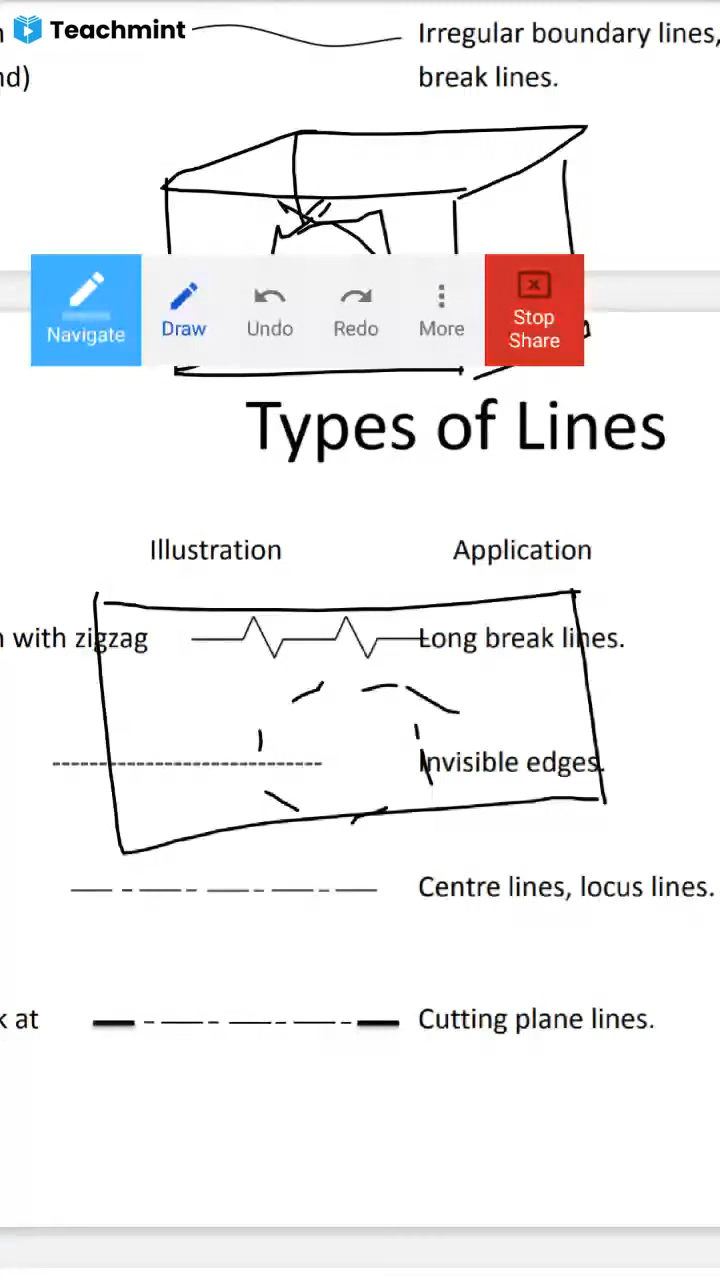 Teachmint
Irregular boundary lines,
nd)
break lines.
Navigate
Draw
Undo
Redo
More
Stop
Share
Types of Lines
Illustration
Application
with zigzag
Long break lines.
Invisible edges.
Centre lines, locus lines.
k at
Cutting plane lines.